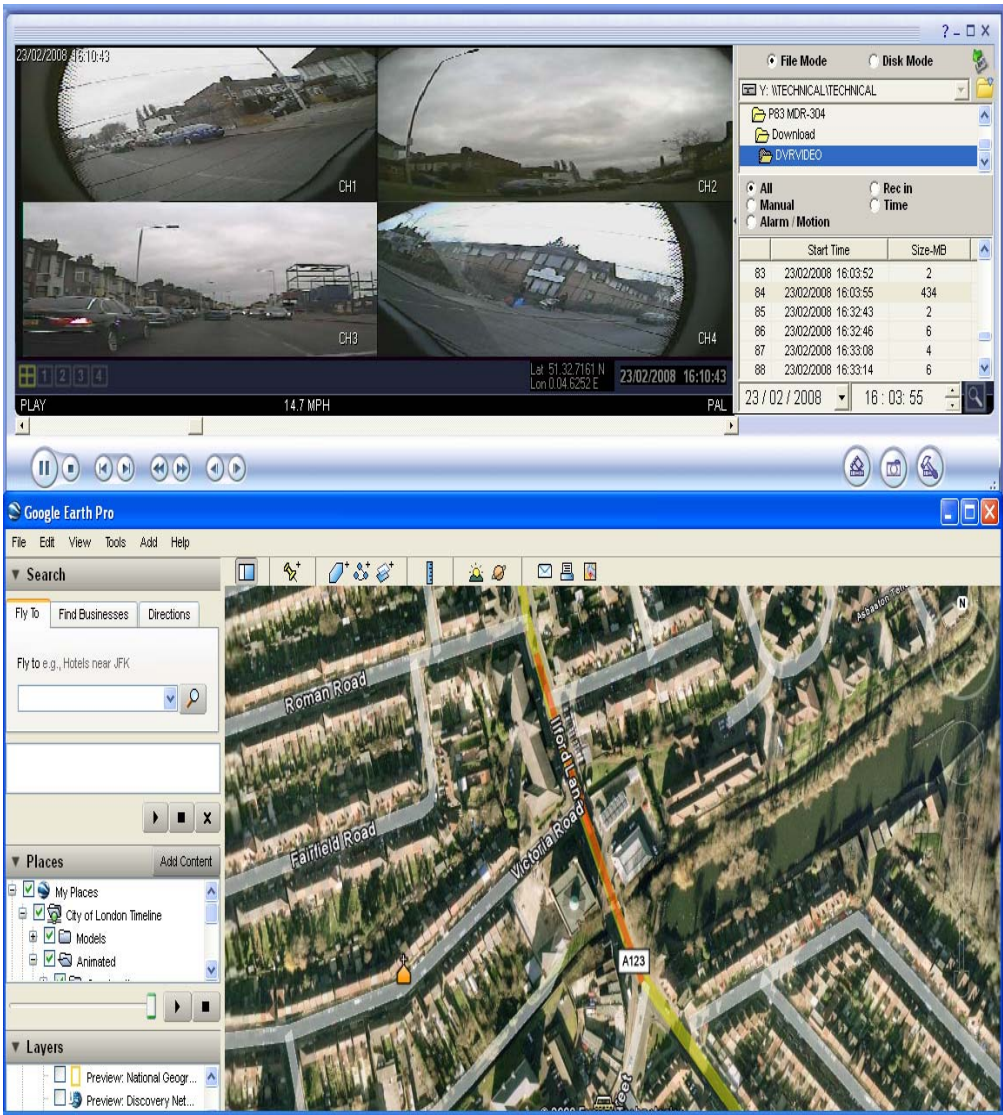 ? - □ X
23/02/2008 16:10:43
CH1
CH2
CH3
CH4
1 2 3 4
Lat 51.32.7161 N
Lon 0.04.6252 E
23/02/2008 16:10:43
PLAY 14.7 MPH PAL
File Mode Disk Mode
Y: \\TECHNICAL\TECHNICAL
P83 MDR-304
Download
DVRVIDEO
All Rec in
Manual Time
Alarm / Motion
Start Time Size-MB
83 23/02/2008 16:03:52 2
84 23/02/2008 16:03:55 434
85 23/02/2008 16:32:43 2
86 23/02/2008 16:32:46 6
87 23/02/2008 16:33:08 4
88 23/02/2008 16:33:14 6
23 / 02 / 2008 16 : 03: 55
Google Earth Pro
File Edit View Tools Add Help
Search
Fly To Find Businesses Directions
Fly to e.g., Hotels near JFK
Places Add Content
My Places
City of London Timeline
Models
Animated
Layers
Preview: National Geogr...
Preview: Discovery Net...
N
Roman Road
Ilford Lane
Fairfield Road
Victoria Road
A123